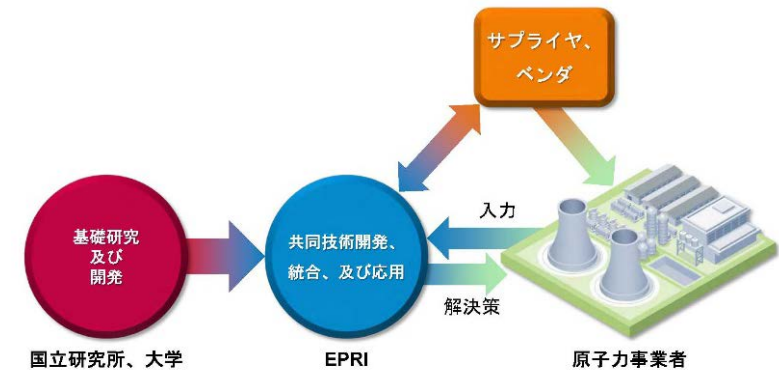 サプライヤ、
ベンダ
基礎研究
及び
開発
共同技術開発、
統合、及び応用
入力
解決策
国立研究所、大学
EPRI
原子力事業者